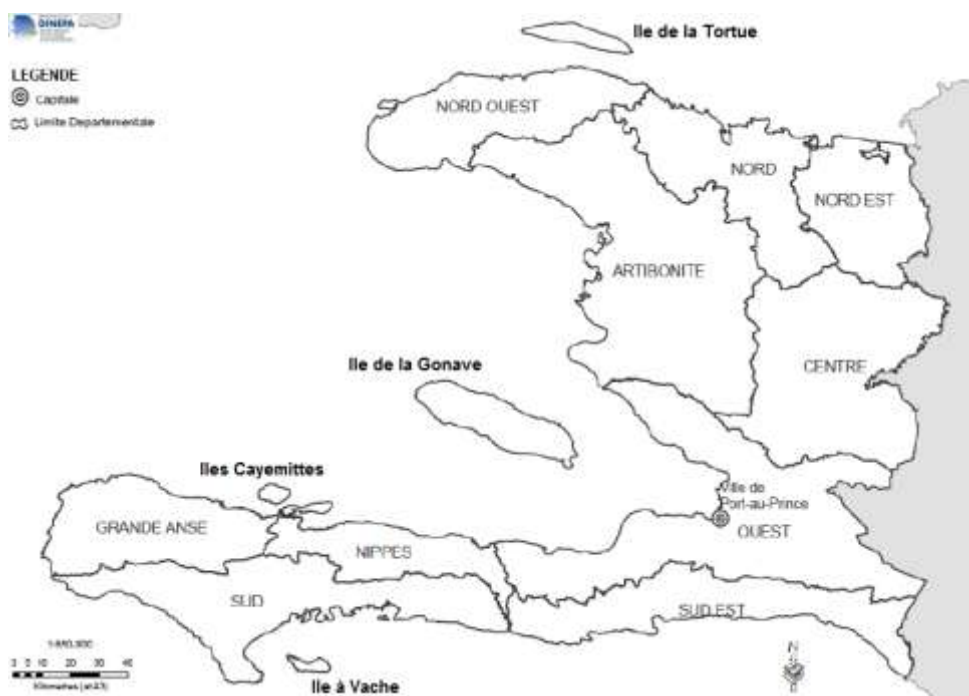 DINEPA
Ile de la Tortue
LEGENDE
Capitale
Limite Departementale
NORD OUEST
NORD
NORD EST
ARTIBONITE
Ile de la Gonave
CENTRE
Iles Cayemittes
Ville de
Port-au-Prince
GRANDE ANSE
OUEST
NIPPES
SUD
SUD EST
Ile à Vache
N